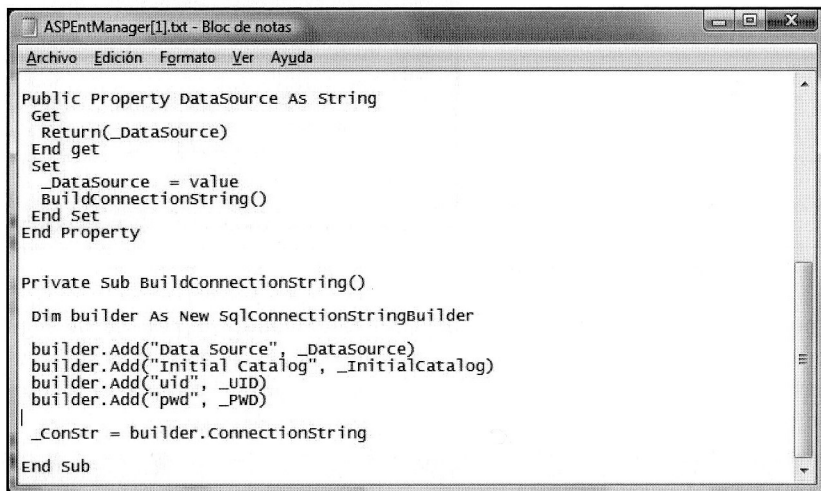 ASPEntManager[1].txt - Bloc de notas
Archivo Edición Formato Ver Ayuda
Public Property DataSource As String
Get
Return(_DataSource)
End get
Set
_DataSource = value
BuildConnectionString()
End Set
End Property
Private Sub BuildConnectionString()
Dim builder As New SqlConnectionStringBuilder
builder.Add("Data Source", _DataSource)
builder.Add("Initial Catalog", _InitialCatalog)
builder.Add("uid", _UID)
builder.Add("pwd", _PWD)
_ConStr = builder.ConnectionString
End Sub